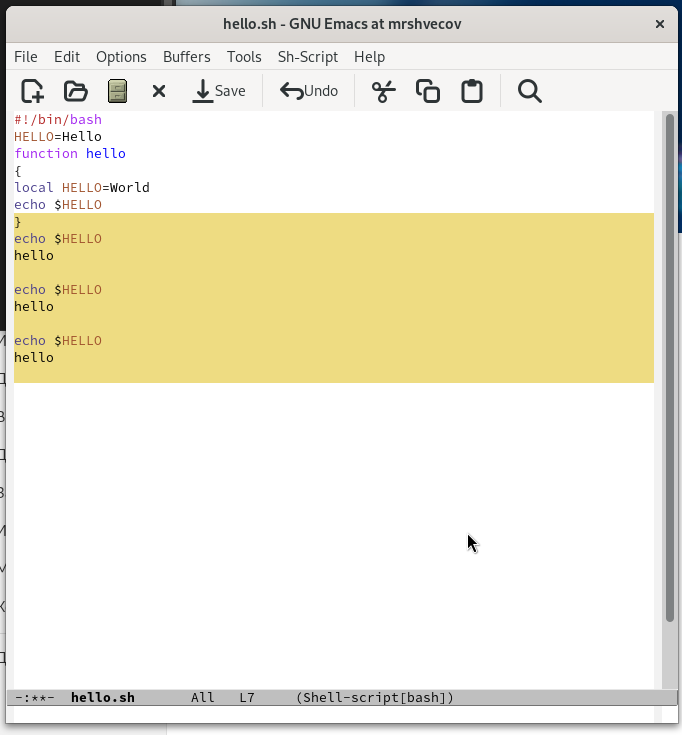 hello.sh - GNU Emacs at mrshvecov
File Edit Options Buffers Tools Sh-Script Help
Save Undo
#!/bin/bash
HELLO=Hello
function hello
{
local HELLO=World
echo $HELLO
}
echo $HELLO
hello
echo $HELLO
hello
echo $HELLO
hello
-:**- hello.sh All L7 (Shell-script[bash])